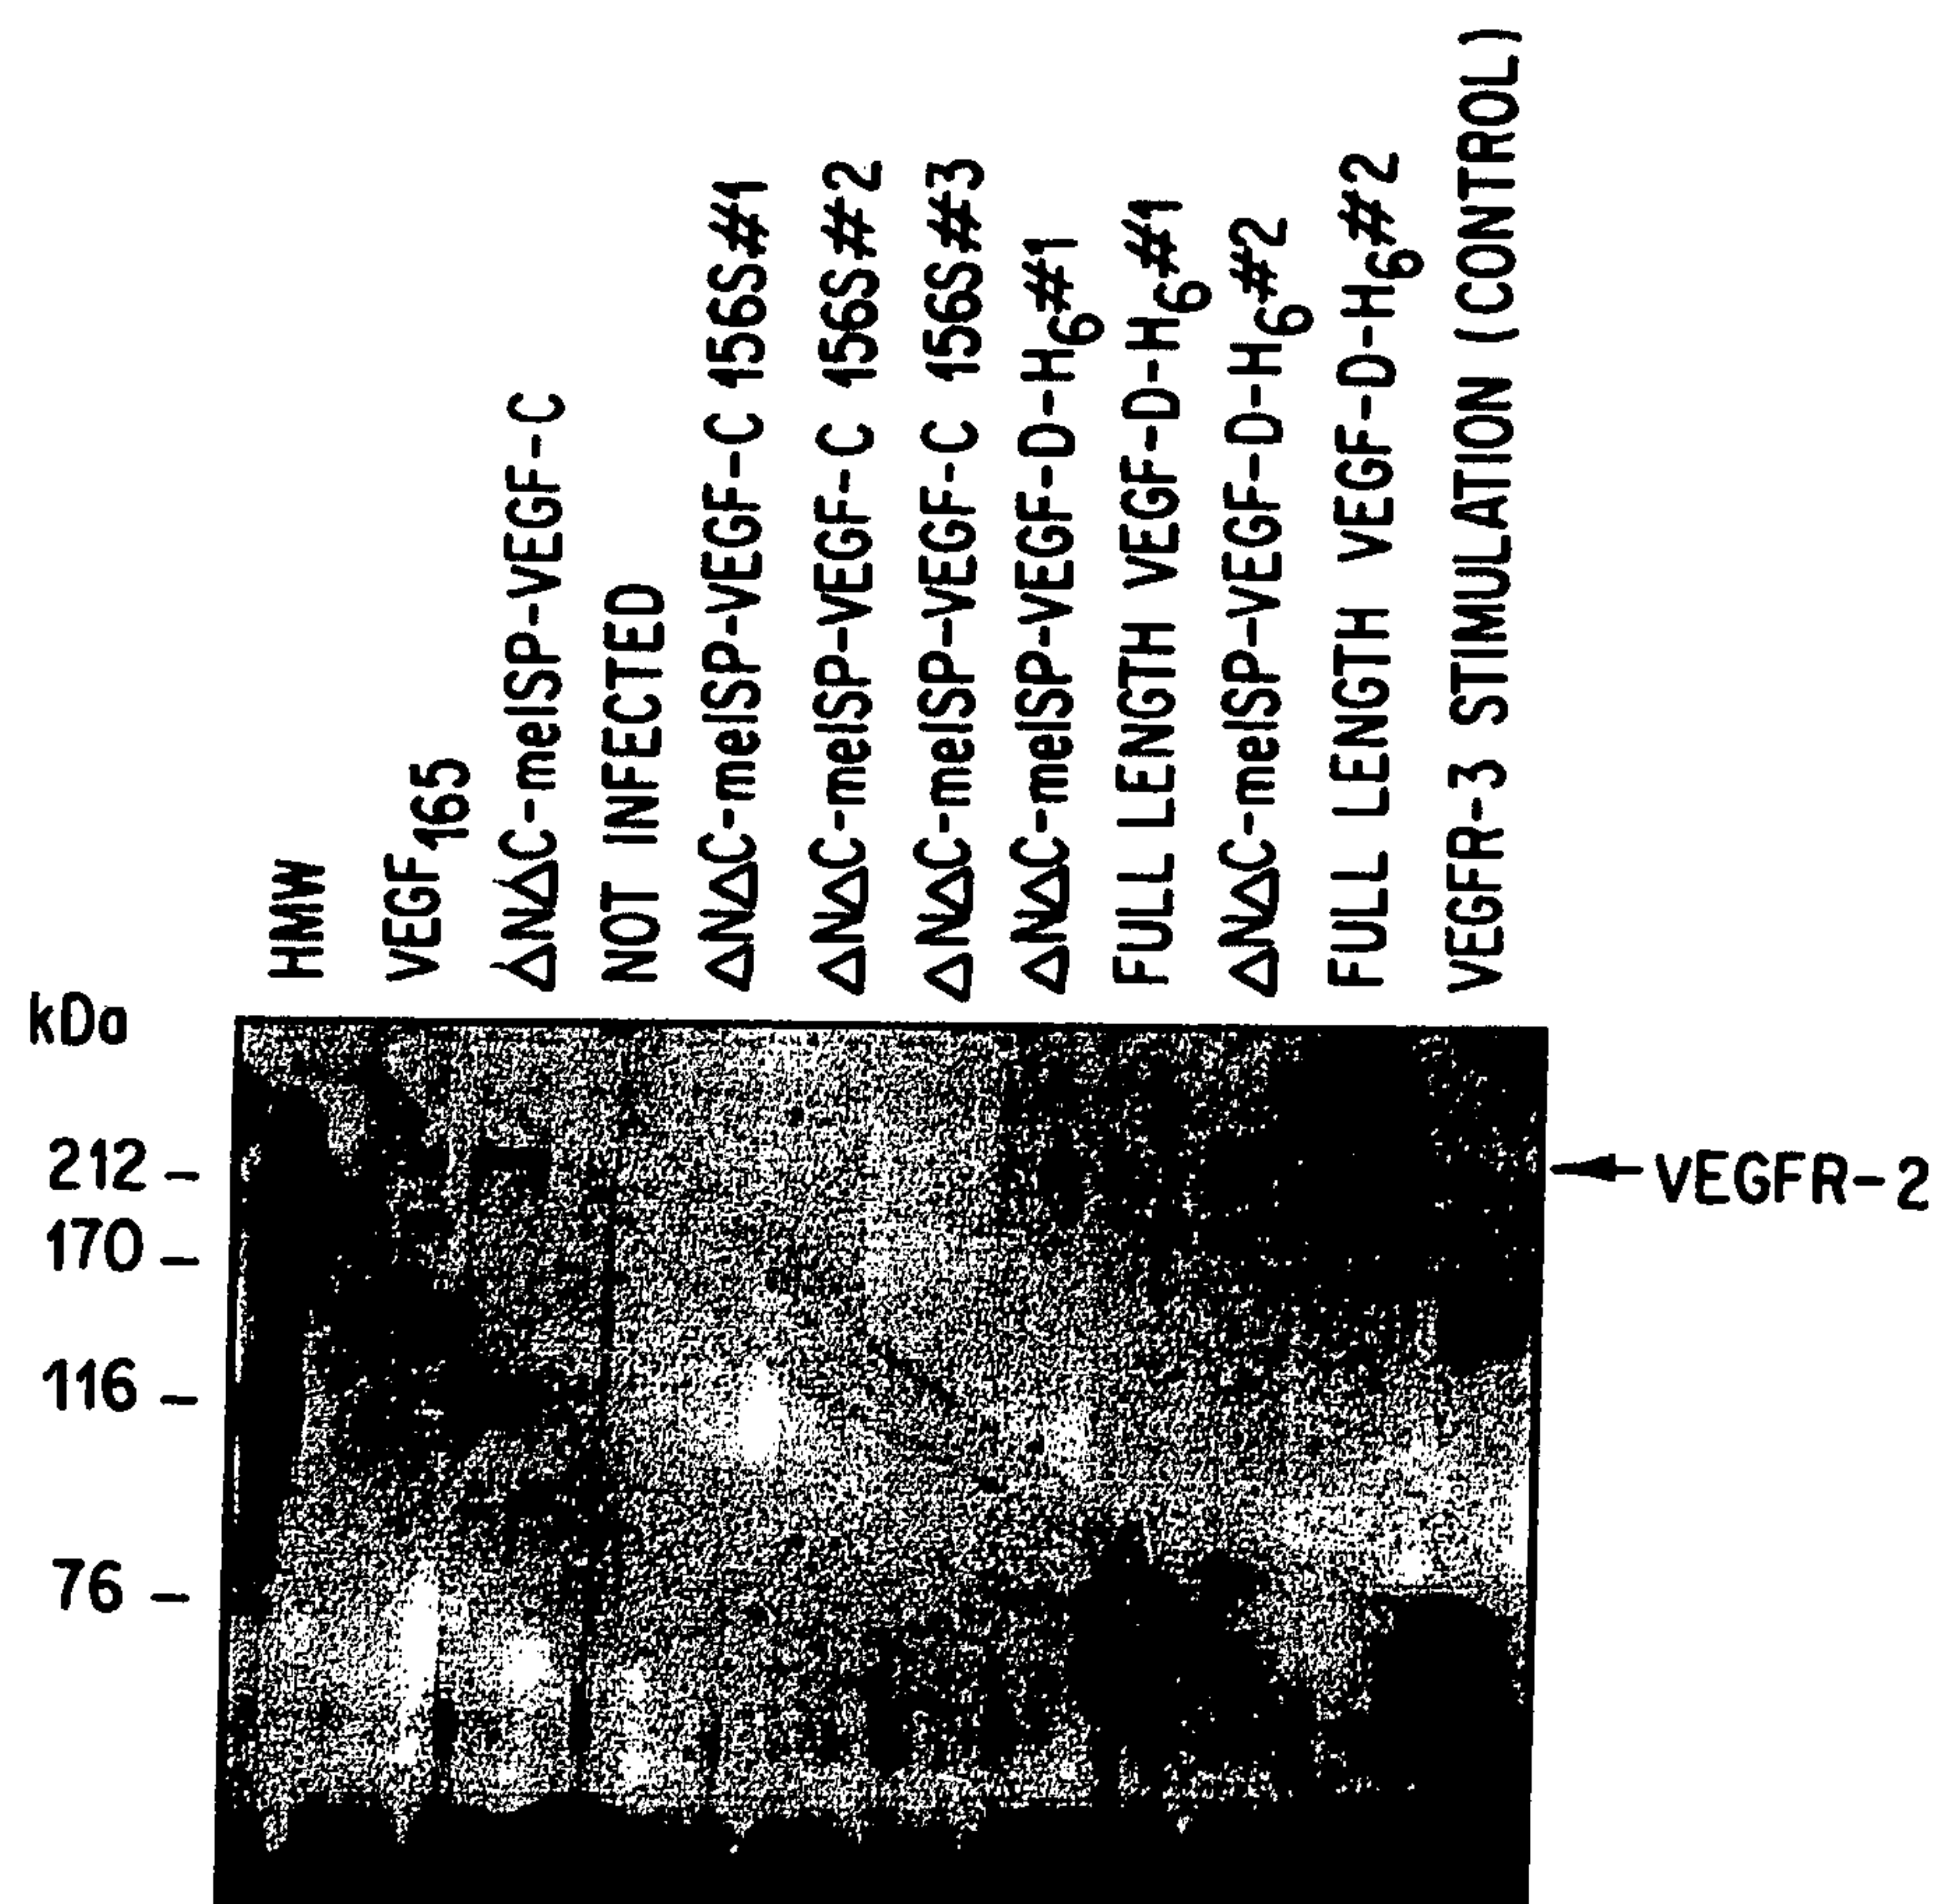 HMW
VEGF165
ΔNΔC-melSP-VEGF-C
NOT INFECTED
ΔNΔC-melSP-VEGF-C 156S#1
ΔNΔC-melSP-VEGF-C 156S#2
ΔNΔC-melSP-VEGF-C 156S#3
ΔNΔC-melSP-VEGF-D-H6#1
FULL LENGTH VEGF-D-H6#1
ΔNΔC-melSP-VEGF-D-H6#2
FULL LENGTH VEGF-D-H6#2
VEGFR-3 STIMULATION (CONTROL)
kDa
212
VEGFR-2
170
116
76